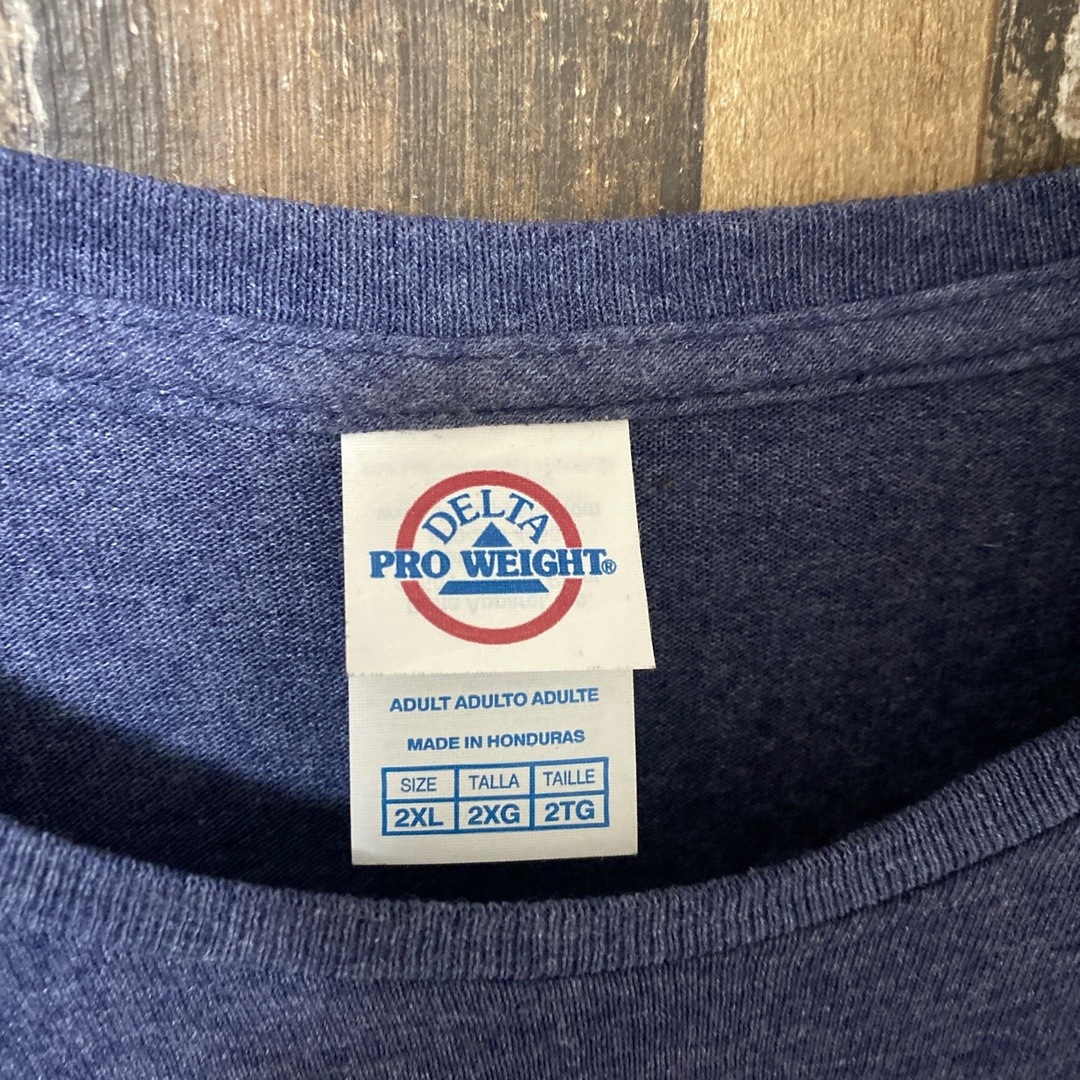 DELTA
PRO WEIGHT®
ADULT ADULTO ADULTE
MADE IN HONDURAS
SIZE TALLA TAILLE
2XL 2XG 2TG